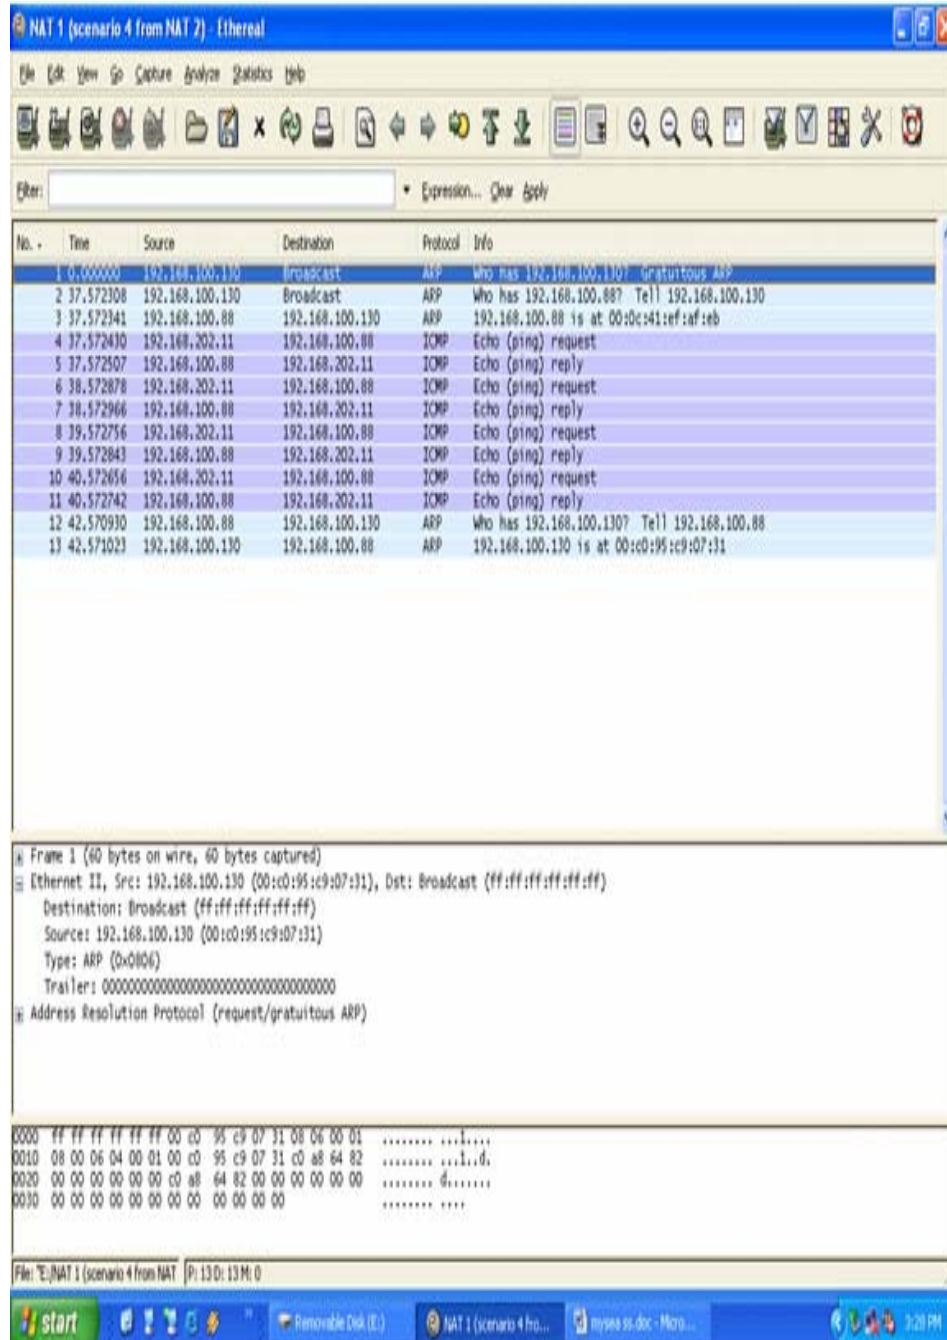 NAT 1 (scenario 4 from NAT 2) - Ethereal
File Edit View Go Capture Analyze Statistics Help
Filter: Expression... Clear Apply
No. Time Source Destination Protocol Info
1 0.000000 192.168.100.130 Broadcast ARP Who has 192.168.100.130? Gratuitous ARP
2 37.572308 192.168.100.130 Broadcast ARP Who has 192.168.100.88? Tell 192.168.100.130
3 37.572341 192.168.100.88 192.168.100.130 ARP 192.168.100.88 is at 00:0c:41:ef:af:eb
4 37.572430 192.168.202.11 192.168.100.88 ICMP Echo (ping) request
5 37.572507 192.168.100.88 192.168.202.11 ICMP Echo (ping) reply
6 38.572878 192.168.202.11 192.168.100.88 ICMP Echo (ping) request
7 38.572966 192.168.100.88 192.168.202.11 ICMP Echo (ping) reply
8 39.572756 192.168.202.11 192.168.100.88 ICMP Echo (ping) request
9 39.572843 192.168.100.88 192.168.202.11 ICMP Echo (ping) reply
10 40.572656 192.168.202.11 192.168.100.88 ICMP Echo (ping) request
11 40.572742 192.168.100.88 192.168.202.11 ICMP Echo (ping) reply
12 42.570930 192.168.100.88 192.168.100.130 ARP Who has 192.168.100.130? Tell 192.168.100.88
13 42.571023 192.168.100.130 192.168.100.88 ARP 192.168.100.130 is at 00:c0:95:c9:07:31
Frame 1 (60 bytes on wire, 60 bytes captured)
Ethernet II, Src: 192.168.100.130 (00:c0:95:c9:07:31), Dst: Broadcast (ff:ff:ff:ff:ff:ff)
Destination: Broadcast (ff:ff:ff:ff:ff:ff)
Source: 192.168.100.130 (00:c0:95:c9:07:31)
Type: ARP (0x0806)
Trailer: 000000000000000000000000000000000000
Address Resolution Protocol (request/gratuitous ARP)
0000 ff ff ff ff ff ff 00 c0 95 c9 07 31 08 06 00 01 ........ ...1....
0010 08 00 06 04 00 01 00 c0 95 c9 07 31 c0 a8 64 82 ........ ...1..d.
0020 00 00 00 00 00 00 c0 a8 64 82 00 00 00 00 00 00 ........ d.......
0030 00 00 00 00 00 00 00 00 00 00 00 00 ........ ....
File: "E:/NAT 1 (scenario 4 from NAT P: 13 D: 13 M: 0
start Removable Disk (E:) NAT 1 (scenario 4 fro... mysea ss.doc - Micro... 3:28 PM